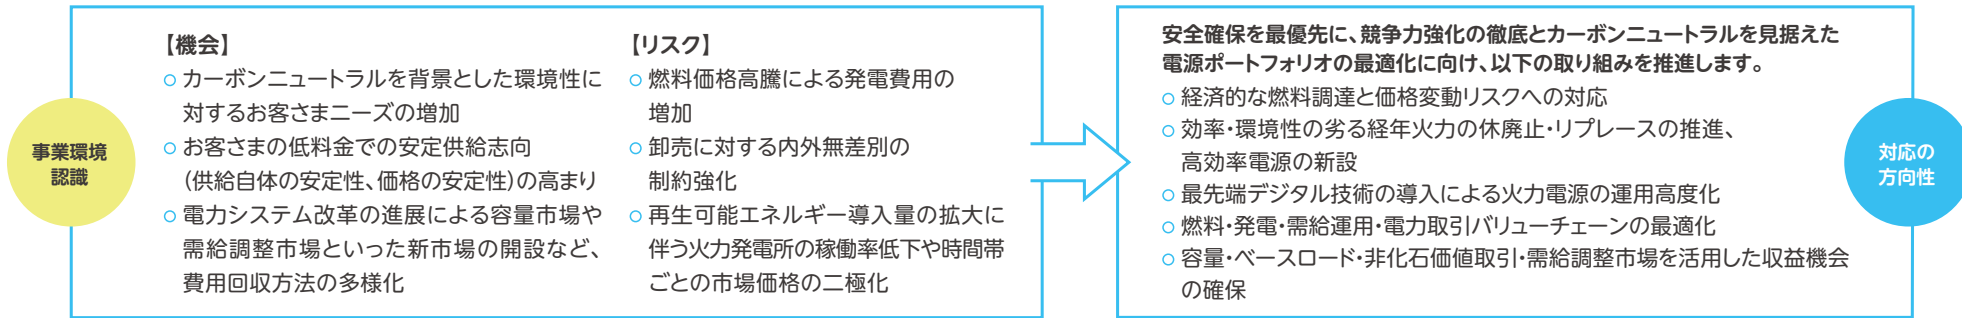 事業環境
認識
【機会】
○ カーボンニュートラルを背景とした環境性に
対するお客さまニーズの増加
○ お客さまの低料金での安定供給志向
(供給自体の安定性、価格の安定性)の高まり
○ 電力システム改革の進展による容量市場や
需給調整市場といった新市場の開設など、
費用回収方法の多様化
【リスク】
○ 燃料価格高騰による発電費用の
増加
○ 卸売に対する内外無差別の
制約強化
○ 再生可能エネルギー導入量の拡大に
伴う火力発電所の稼働率低下や時間帯
ごとの市場価格の二極化
安全確保を最優先に、競争力強化の徹底とカーボンニュートラルを見据えた
電源ポートフォリオの最適化に向け、以下の取り組みを推進します。
○ 経済的な燃料調達と価格変動リスクへの対応
○ 効率・環境性の劣る経年火力の休廃止・リプレースの推進、
高効率電源の新設
○ 最先端デジタル技術の導入による火力電源の運用高度化
○ 燃料・発電・需給運用・電力取引バリューチェーンの最適化
○ 容量・ベースロード・非化石価値取引・需給調整市場を活用した収益機会
の確保
対応の
方向性